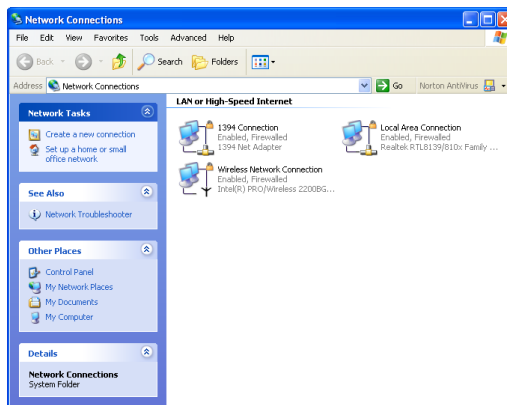 Network Connections
File Edit View Favorites Tools Advanced Help
Back Search Folders
Address Network Connections Go Norton AntiVirus
Network Tasks
Create a new connection
Set up a home or small
office network
See Also
Network Troubleshooter
Other Places
Control Panel
My Network Places
My Documents
My Computer
Details
Network Connections
System Folder
LAN or High-Speed Internet
1394 Connection
Enabled, Firewalled
1394 Net Adapter
Local Area Connection
Enabled, Firewalled
Realtek RTL8139/810x Family ...
Wireless Network Connection
Enabled, Firewalled
Intel(R) PRO/Wireless 2200BG...